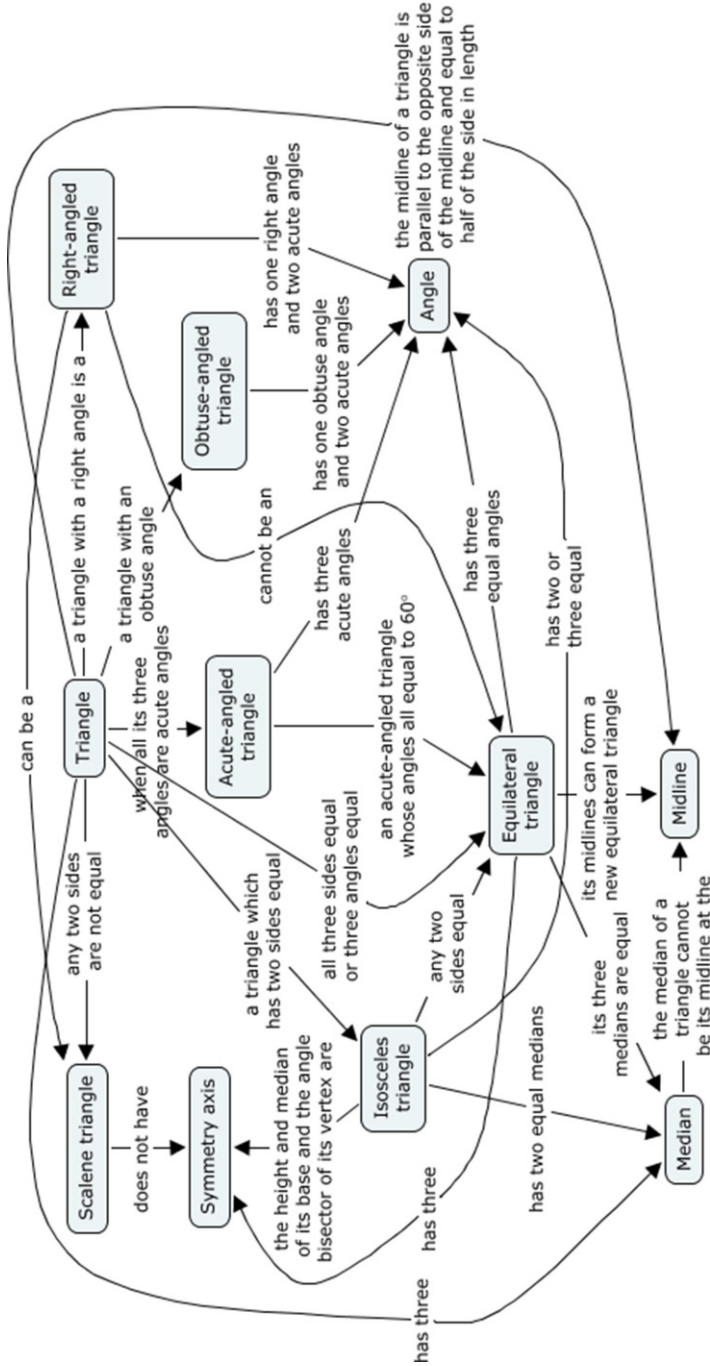 Triangle
Right-angled
triangle
Scalene triangle
can be a
any two sides
are not equal
a triangle with a right angle is a
a triangle with an
obtuse angle
when all its three
angles are acute angles
does not have
Symmetry axis
Acute-angled
triangle
Obtuse-angled
triangle
has one right angle
and two acute angles
cannot be an
a triangle which
has two sides equal
all three sides equal
or three angles equal
has three
acute angles
has one obtuse angle
and two acute angles
the height and median
of its base and the angle
bisector of its vertex are
Isosceles
triangle
an acute-angled triangle
whose angles all equal to 60°
Angle
the midline of a triangle is
parallel to the opposite side
of the midline and equal to
half of the side in length
any two
sides equal
has three
equal angles
Equilateral
triangle
has three
has three
has two equal medians
its three
medians are equal
its midlines can form a
new equilateral triangle
has two or
three equal
Median
the median of a
triangle cannot
be its midline at the
Midline